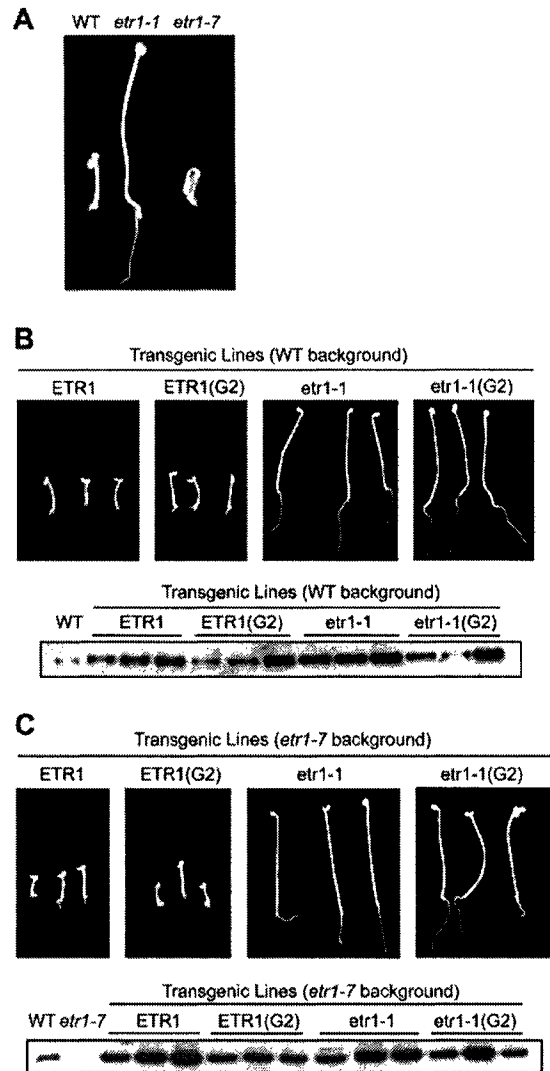 A
WT etr1-1 etr1-7
B
Transgenic Lines (WT background)
ETR1 ETR1(G2) etr1-1 etr1-1(G2)
Transgenic Lines (WT background)
WT ETR1 ETR1(G2) etr1-1 etr1-1(G2)
C
Transgenic Lines (etr1-7 background)
ETR1 ETR1(G2) etr1-1 etr1-1(G2)
Transgenic Lines (etr1-7 background)
WT etr1-7 ETR1 ETR1(G2) etr1-1 etr1-1(G2)